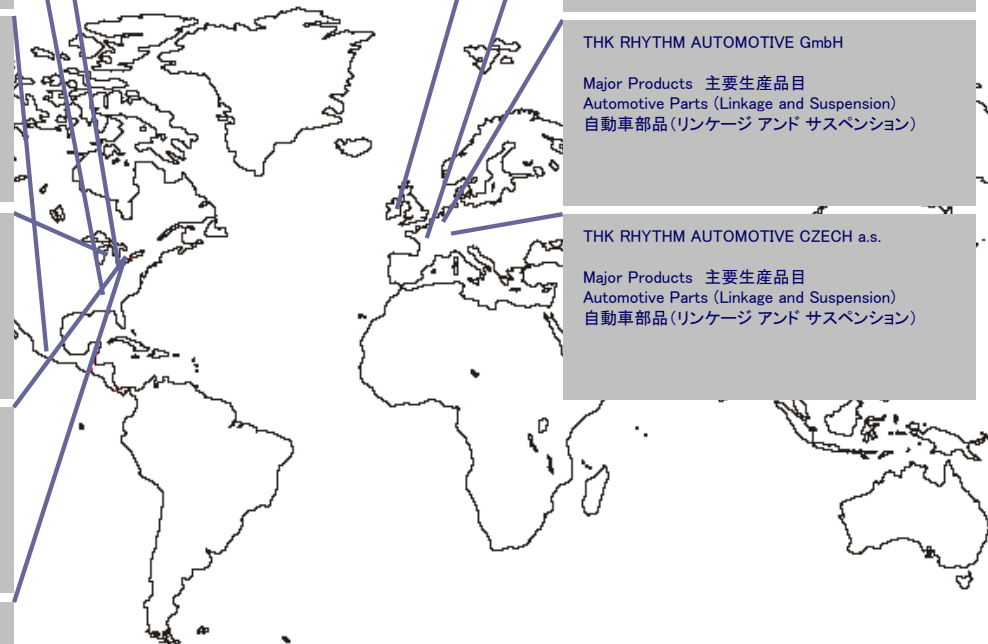 THK RHYTHM AUTOMOTIVE GmbH
Major Products 主要生産品目
Automotive Parts (Linkage and Suspension)
自動車部品(リンケージ アンド サスペンション)
THK RHYTHM AUTOMOTIVE CZECH a.s.
Major Products 主要生産品目
Automotive Parts (Linkage and Suspension)
自動車部品(リンケージ アンド サスペンション)